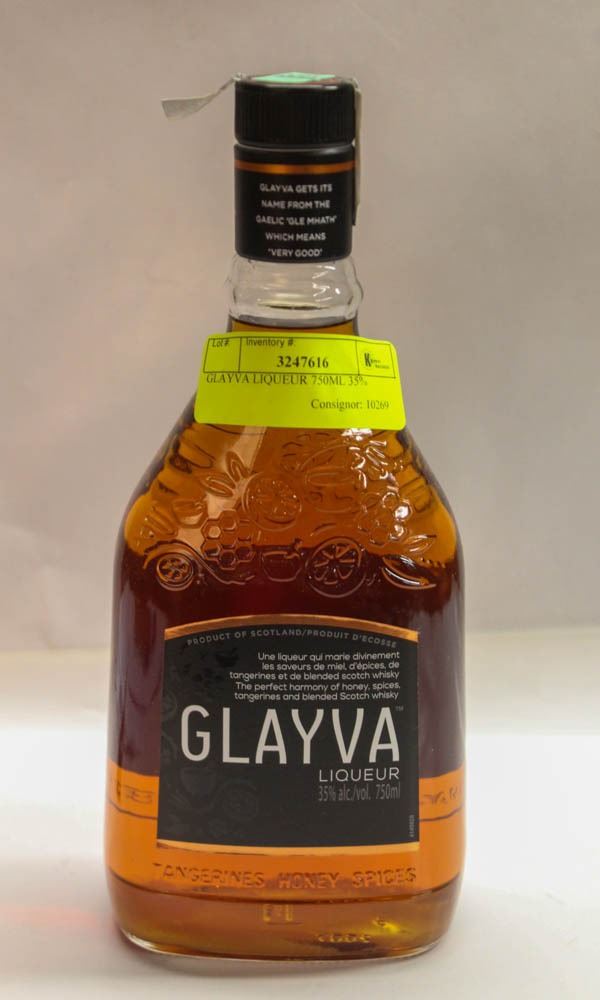 GLAYVA GETS ITS
NAME FROM THE
GAELIC 'GLE MHATH'
WHICH MEANS
'VERY GOOD'
Lot #: Inventory #:
3247616
GLAYVA LIQUEUR 750ML 35%
Consignor: 10269
PRODUCT OF SCOTLAND/PRODUIT D'ECOSSE
Une liqueur qui marie divinement
les saveurs de miel, d'épices, de
tangerines et de blended scotch whisky
The perfect harmony of honey, spices,
tangerines and blended Scotch whisky
GLAYVA™
LIQUEUR
35% alc./vol. 750ml
TANGERINES HONEY SPICES